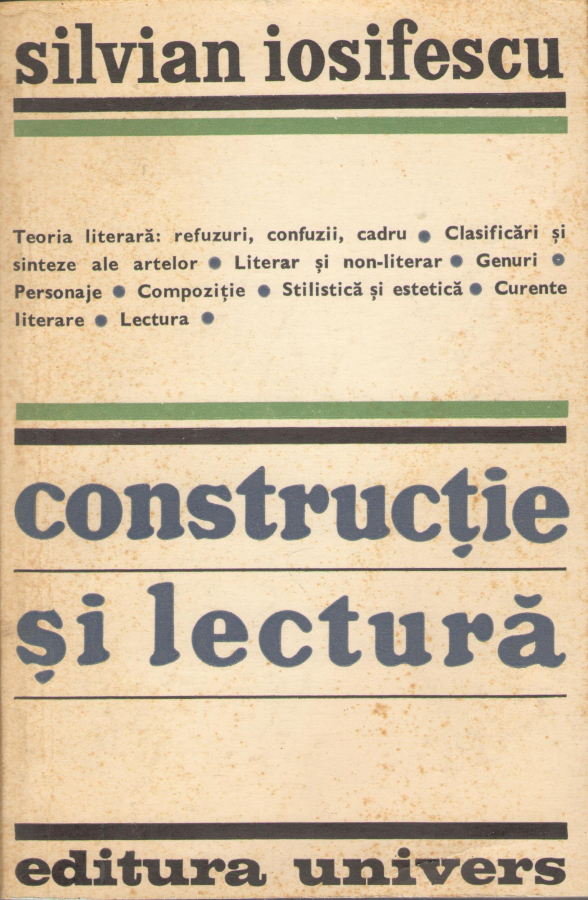 silvian iosifescu
Teoria literară: refuzuri, confuzii, cadru ● Clasificări și
sinteze ale artelor ● Literar și non-literar ● Genuri ●
Personaje ● Compoziție ● Stilistică și estetică ● Curente
literare ● Lectura ●
construcție
și lectură
editura univers